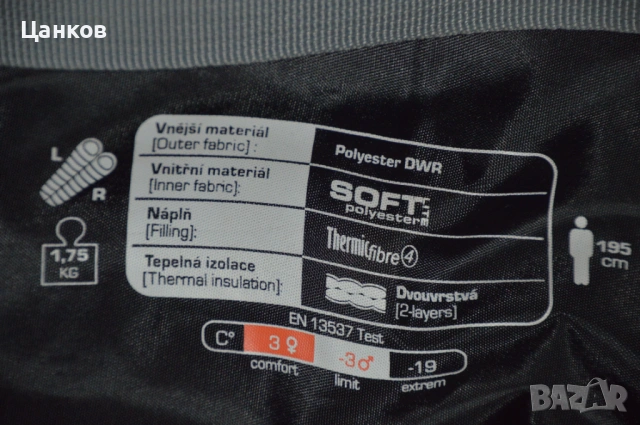 Цанков
L
R
1,75
KG
Vnější materiál
[Outer fabric]:
Polyester DWR
Vnitřní materiál
[Inner fabric]:
SOFT
polyester
Náplň
[Filling]:
Thermicfibre 4
Tepelná izolace
[Thermal insulation]:
Dvouvrstvá
[2-layers]
195
cm
EN 13537 Test
C° 3♀ -3♂ -19
comfort limit extrem
BAZAR